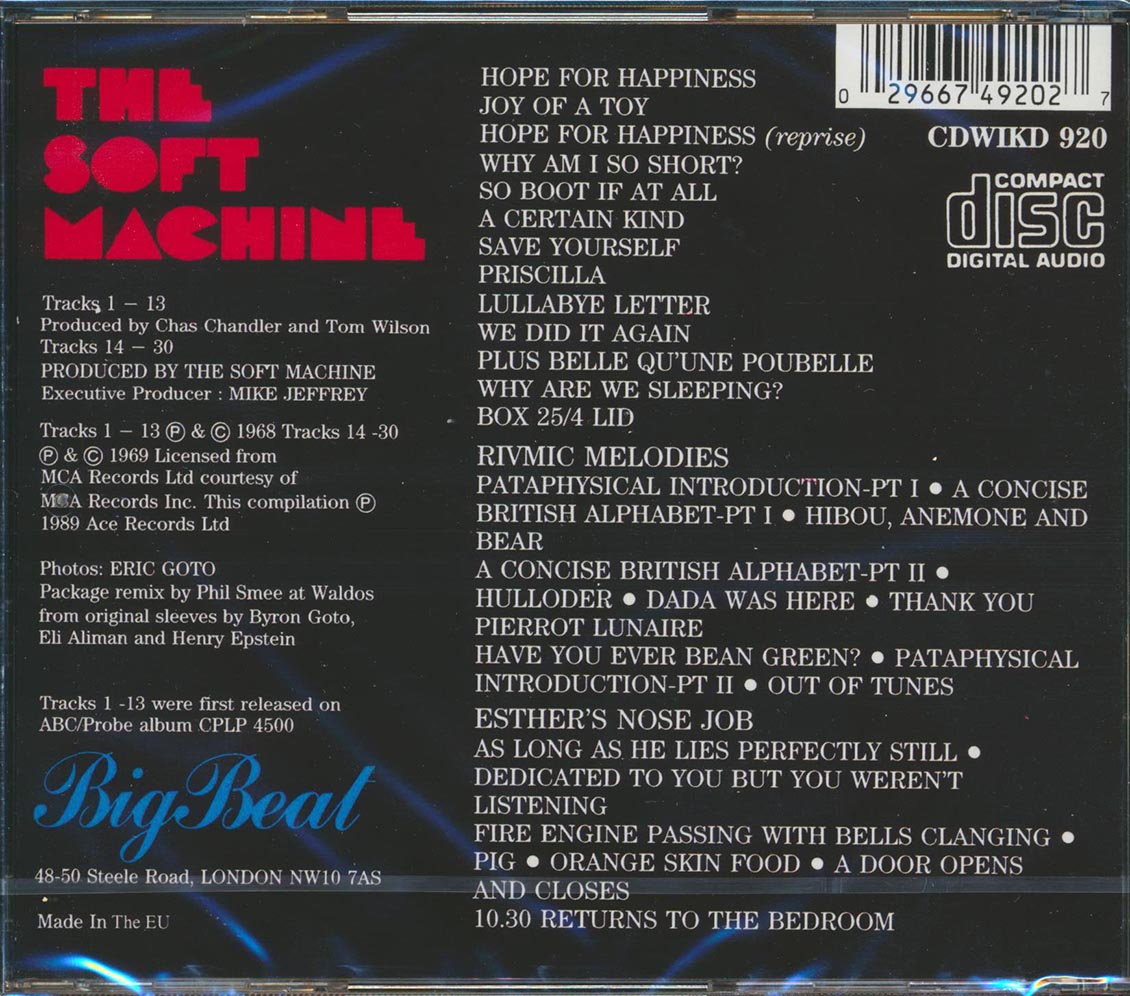 THE
SOFT
MACHINE
Tracks 1 – 13
Produced by Chas Chandler and Tom Wilson
Tracks 14 – 30
PRODUCED BY THE SOFT MACHINE
Executive Producer : MIKE JEFFREY
Tracks 1 – 13 Ⓟ & © 1968 Tracks 14 -30
Ⓟ & © 1969 Licensed from
MCA Records Ltd courtesy of
MCA Records Inc. This compilation Ⓟ
1989 Ace Records Ltd
Photos: ERIC GOTO
Package remix by Phil Smee at Waldos
from original sleeves by Byron Goto,
Eli Aliman and Henry Epstein
Tracks 1 -13 were first released on
ABC/Probe album CPLP 4500
Big Beat
48-50 Steele Road, LONDON NW10 7AS
Made In The EU
HOPE FOR HAPPINESS
JOY OF A TOY
HOPE FOR HAPPINESS (reprise)
WHY AM I SO SHORT?
SO BOOT IF AT ALL
A CERTAIN KIND
SAVE YOURSELF
PRISCILLA
LULLABYE LETTER
WE DID IT AGAIN
PLUS BELLE QU'UNE POUBELLE
WHY ARE WE SLEEPING?
BOX 25/4 LID
RIVMIC MELODIES
PATAPHYSICAL INTRODUCTION-PT I ● A CONCISE
BRITISH ALPHABET-PT I ● HIBOU, ANEMONE AND
BEAR
A CONCISE BRITISH ALPHABET-PT II ●
HULLODER ● DADA WAS HERE ● THANK YOU
PIERROT LUNAIRE
HAVE YOU EVER BEAN GREEN? ● PATAPHYSICAL
INTRODUCTION-PT II ● OUT OF TUNES
ESTHER'S NOSE JOB
AS LONG AS HE LIES PERFECTLY STILL ●
DEDICATED TO YOU BUT YOU WEREN'T
LISTENING
FIRE ENGINE PASSING WITH BELLS CLANGING ●
PIG ● ORANGE SKIN FOOD ● A DOOR OPENS
AND CLOSES
10.30 RETURNS TO THE BEDROOM
0 29667 49202 7
CDWIKD 920
COMPACT
disc
DIGITAL AUDIO